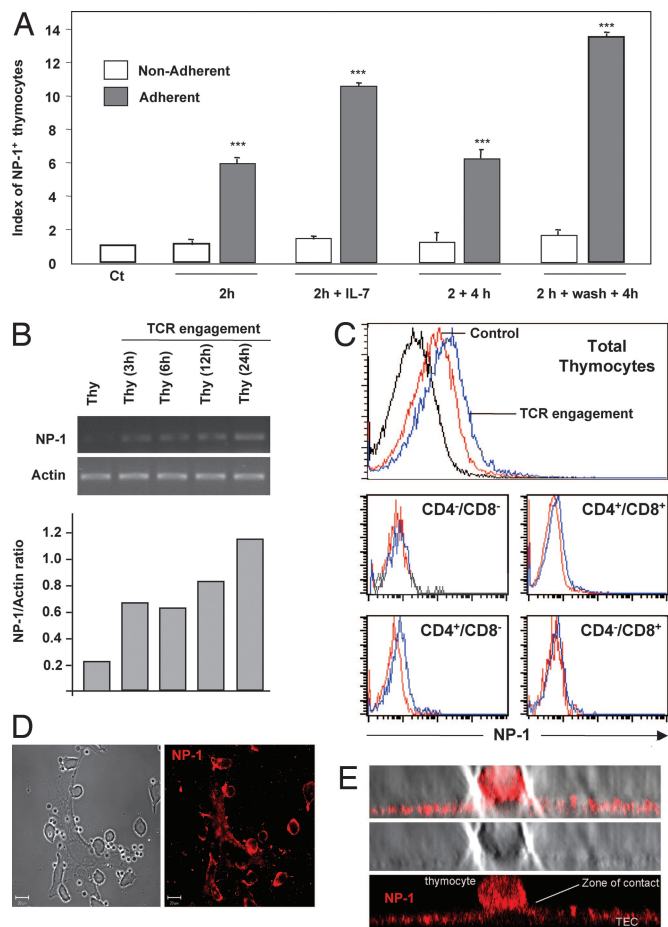 A
Index of NP-1+ thymocytes
14
12
10
8
6
4
2
0
Non-Adherent
Adherent
***
***
***
***
Ct
2h
2h + IL-7
2 + 4 h
2 h + wash + 4h
B
TCR engagement
Thy
Thy (3h)
Thy (6h)
Thy (12h)
Thy (24h)
NP-1
Actin
NP-1/Actin ratio
1.2
1.0
0.8
0.6
0.4
0.2
C
Control
Total
Thymocytes
TCR engagement
CD4-/CD8-
CD4+/CD8+
CD4+/CD8-
CD4-/CD8+
NP-1
D
NP-1
E
thymocyte
NP-1
Zone of contact
TEC